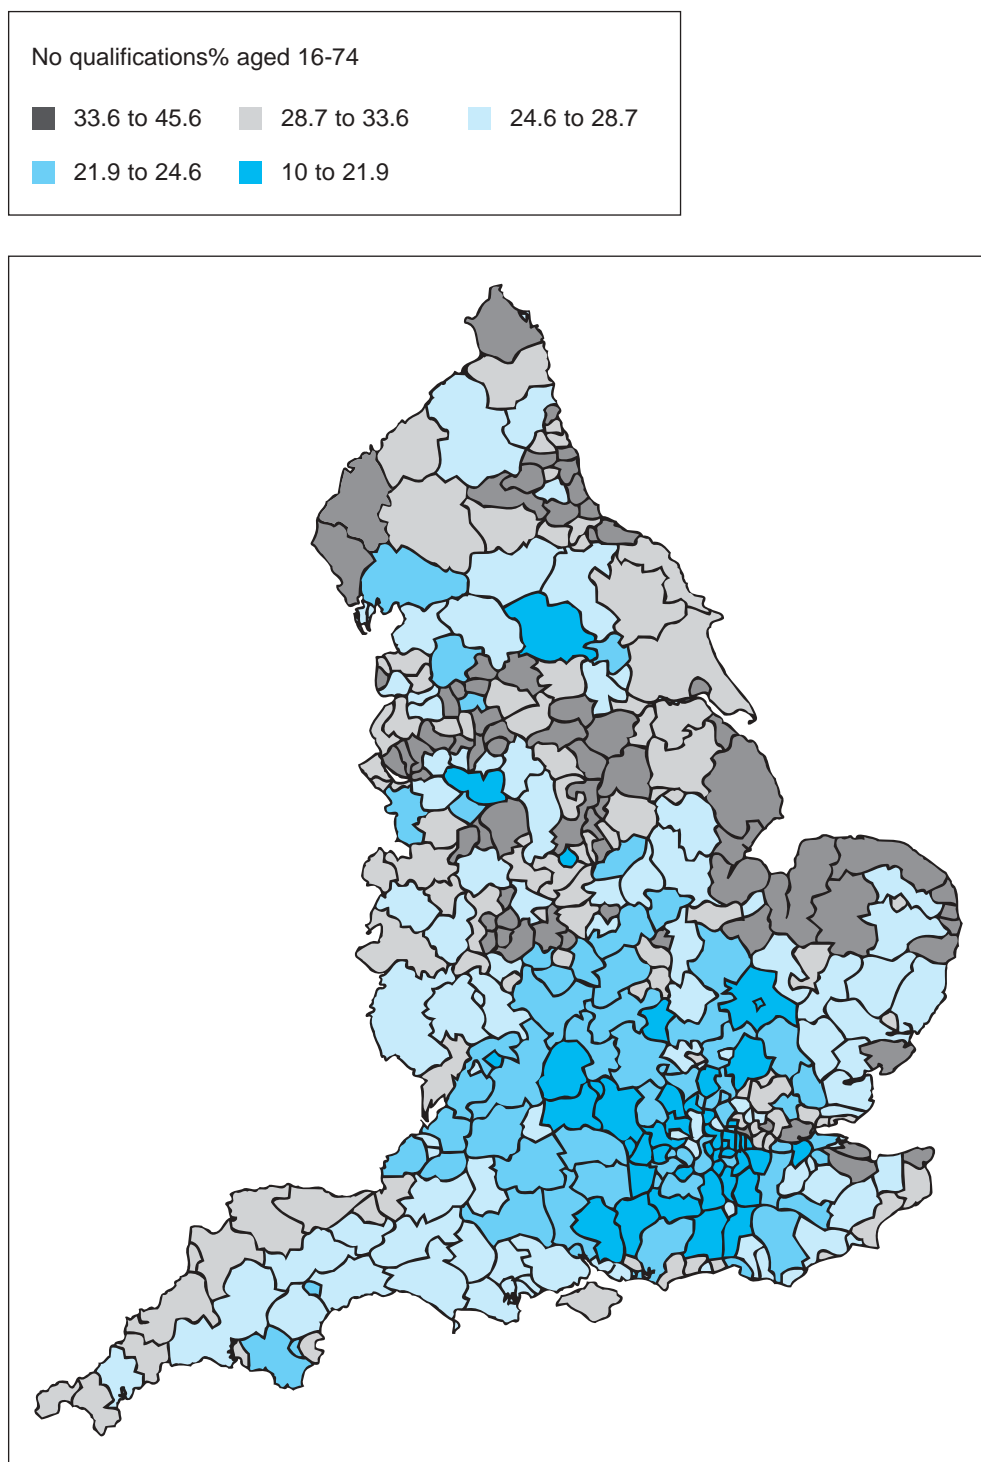 No qualifications% aged 16-74
33.6 to 45.6 28.7 to 33.6 24.6 to 28.7
21.9 to 24.6 10 to 21.9